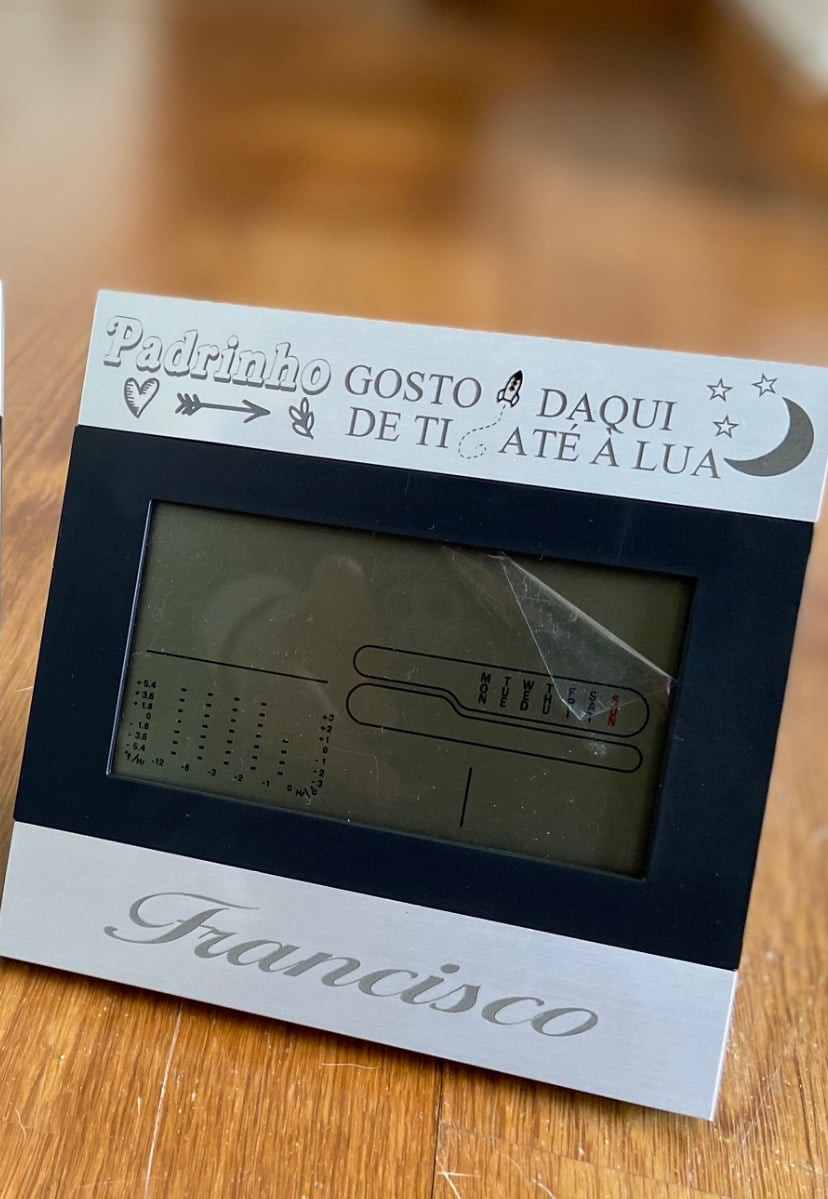 Padrinho GOSTO DAQUI
DE TI ATÉ À LUA
MON TUE WED THU FRI SAT SUN
+5.4
+3.6
+1.8
0
-1.8
-3.6
-5.4
°F/Hr -12 -6 -3 -2 -1 0 Hr/°C
+3
+2
+1
0
-1
-2
-3
Francisco